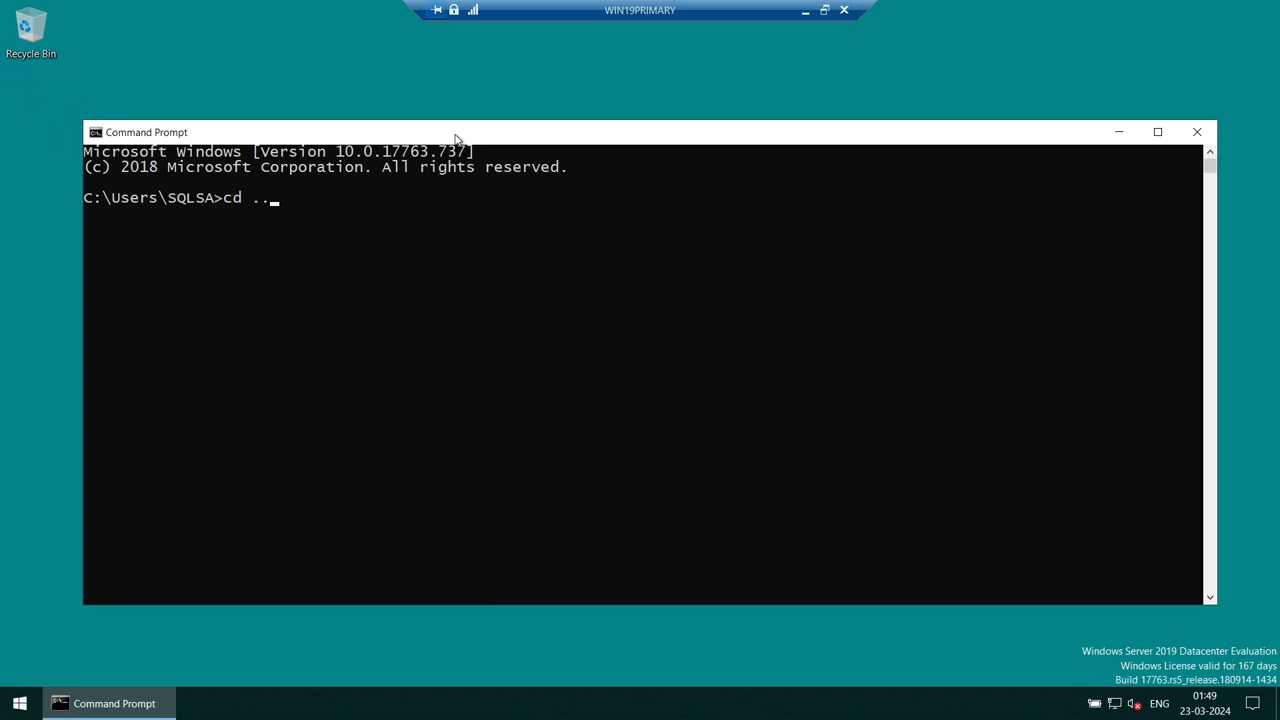 WIN19PRIMARY
Recycle Bin
Command Prompt
Microsoft Windows [Version 10.0.17763.737]
(c) 2018 Microsoft Corporation. All rights reserved.
C:\Users\SQLSA>cd ..
Windows Server 2019 Datacenter Evaluation
Windows License valid for 167 days
Build 17763.rs5_release.180914-1434
Command Prompt
ENG
01:49
23-03-2024